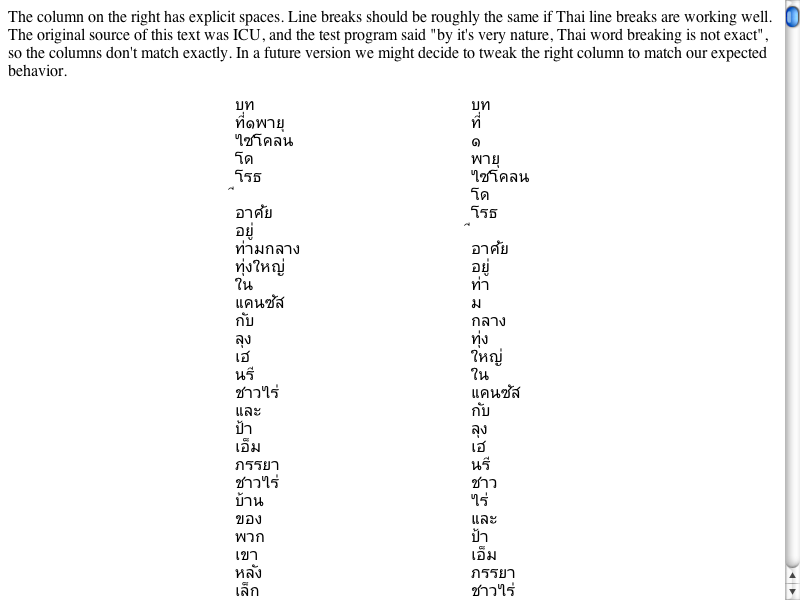 The column on the right has explicit spaces. Line breaks should be roughly the same if Thai line breaks are working well.
The original source of this text was ICU, and the test program said "by it's very nature, Thai word breaking is not exact",
so the columns don't match exactly. In a future version we might decide to tweak the right column to match our expected
behavior.
บท
ที่๑พายุ
ไซโคลน
โด
โรธ
ี
อาศัย
อยู่
ท่ามกลาง
ทุ่งใหญ่
ใน
แคนซัส
กับ
ลุง
เฮ
นรี
ชาวไร่
และ
ป้า
เอ็ม
ภรรยา
ชาวไร่
บ้าน
ของ
พวก
เขา
หลัง
เล็ก
บท
ที่
๑
พายุ
ไซโคลน
โด
โรธ
ี
อาศัย
อยู่
ท่า
ม
กลาง
ทุ่ง
ใหญ่
ใน
แคนซัส
กับ
ลุง
เฮ
นรี
ชาว
ไร่
และ
ป้า
เอ็ม
ภรรยา
ชาวไร่